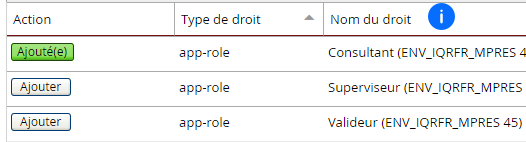 Action Type de droit Nom du droit i
Ajouté(e) app-role Consultant (ENV_IQRFR_MPRES 4
Ajouter app-role Superviseur (ENV_IQRFR_MPRES
Ajouter app-role Valideur (ENV_IQRFR_MPRES 45)